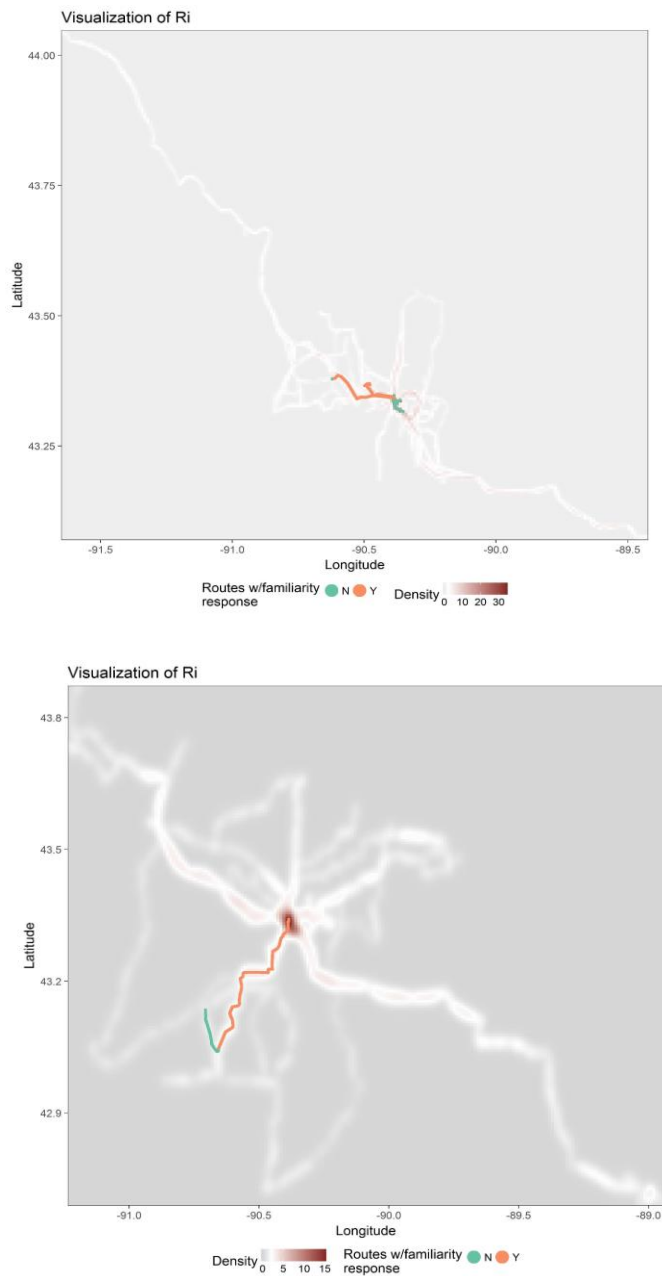 Visualization of Ri
44.00
43.75
43.50
43.25
Latitude
-91.5 -91.0 -90.5 -90.0 -89.5
Longitude
Routes w/familiarity response N Y Density 0 10 20 30
Visualization of Ri
43.8
43.5
43.2
42.9
Latitude
-91.0 -90.5 -90.0 -89.5 -89.0
Longitude
Density 0 5 10 15 Routes w/familiarity response N Y